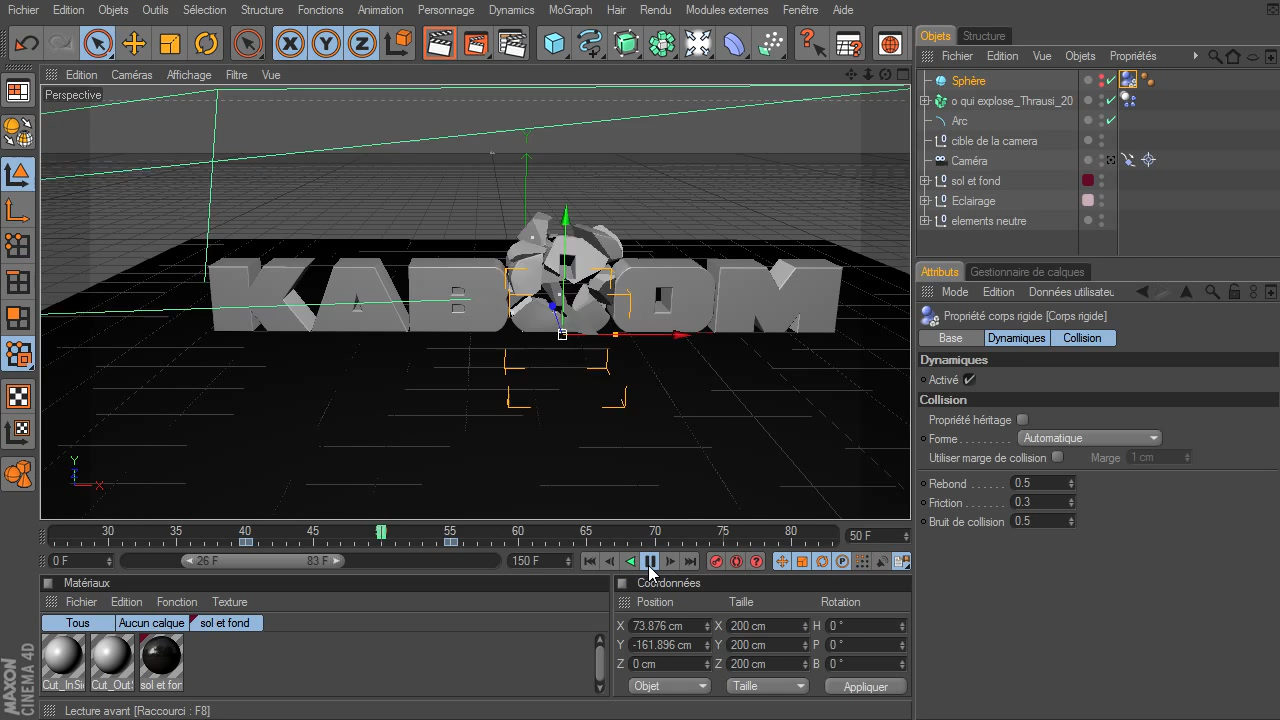 Fichier Edition Objets Outils Sélection Structure Fonctions Animation Personnage Dynamics MoGraph Hair Rendu Modules externes Fenêtre Aide
X Y Z
Edition Caméras Affichage Filtre Vue
Perspective
KABOOM
Y
X
30 35 40 45 55 60 65 70 75 80
50 F
0 F
26 F 83 F
150 F
Matériaux
Fichier Edition Fonction Texture
Tous Aucun calque sol et fond
Cut_InSi Cut_OutS sol et fon
Coordonnées
Position Taille Rotation
X 73.876 cm X 200 cm H 0 °
Y -161.896 cm Y 200 cm P 0 °
Z 0 cm Z 200 cm B 0 °
Objet Taille Appliquer
Lecture avant [Raccourci : F8]
MAXON
CINEMA 4D
Objets Structure
Fichier Edition Vue Objets Propriétés
Sphère
o qui explose_Thrausi_20
Arc
cible de la camera
Caméra
sol et fond
Eclairage
elements neutre
Attributs Gestionnaire de calques
Mode Edition Données utilisateu
Propriété corps rigide [Corps rigide]
Base Dynamiques Collision
Dynamiques
Activé
Collision
Propriété héritage
Forme Automatique
Utiliser marge de collision Marge 1 cm
Rebond 0.5
Friction 0.3
Bruit de collision 0.5